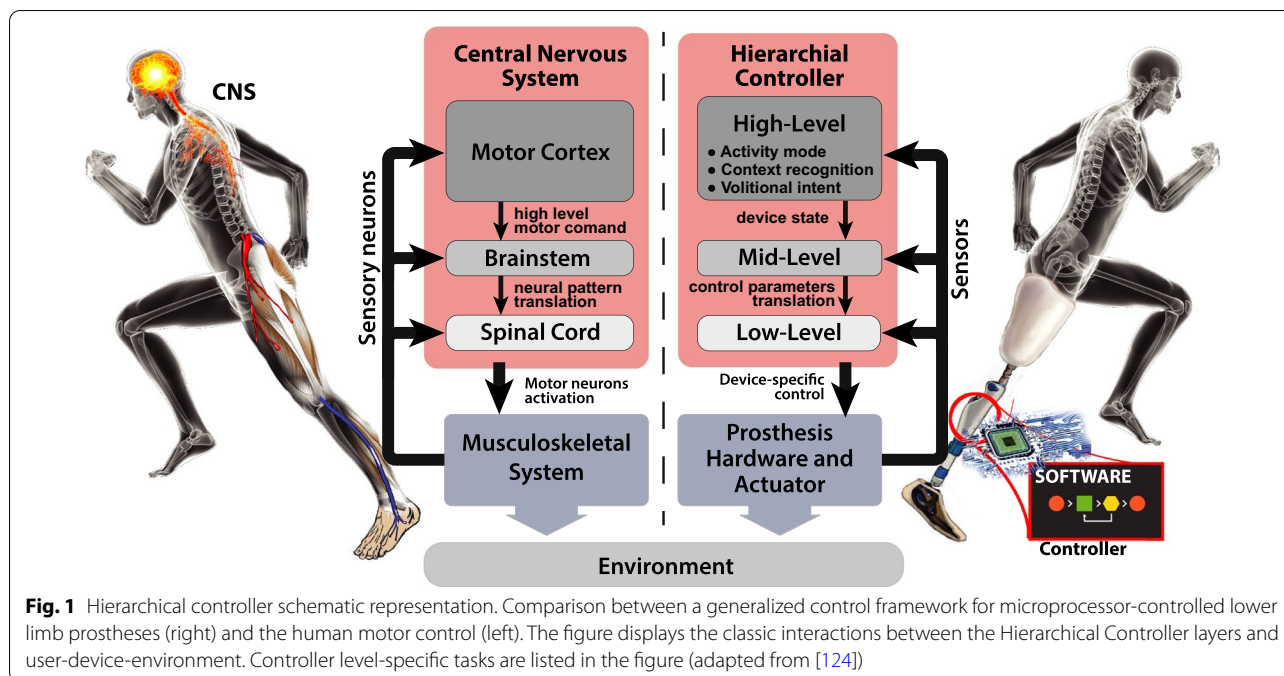 CNS
Central Nervous
System
Motor Cortex
high level
motor comand
Brainstem
neural pattern
translation
Spinal Cord
Motor neurons
activation
Musculoskeletal
System
Sensory neurons
Hierarchial
Controller
High-Level
● Activity mode
● Context recognition
● Volitional intent
device state
Mid-Level
control parameters
translation
Low-Level
Device-specific
control
Prosthesis
Hardware and
Actuator
Sensors
SOFTWARE
Controller
Environment
Fig. 1 Hierarchical controller schematic representation. Comparison between a generalized control framework for microprocessor-controlled lower
limb prostheses (right) and the human motor control (left). The figure displays the classic interactions between the Hierarchical Controller layers and
user-device-environment. Controller level-specific tasks are listed in the figure (adapted from [124])